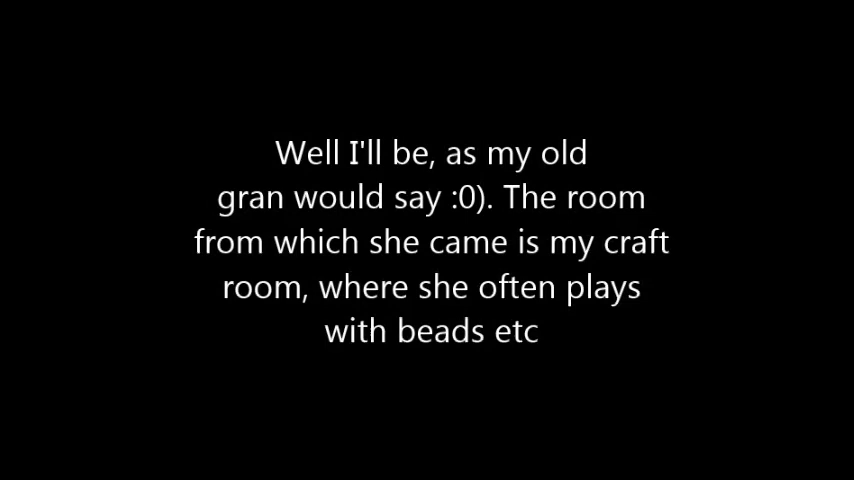 Well I'll be, as my old
gran would say :0). The room
from which she came is my craft
room, where she often plays
with beads etc